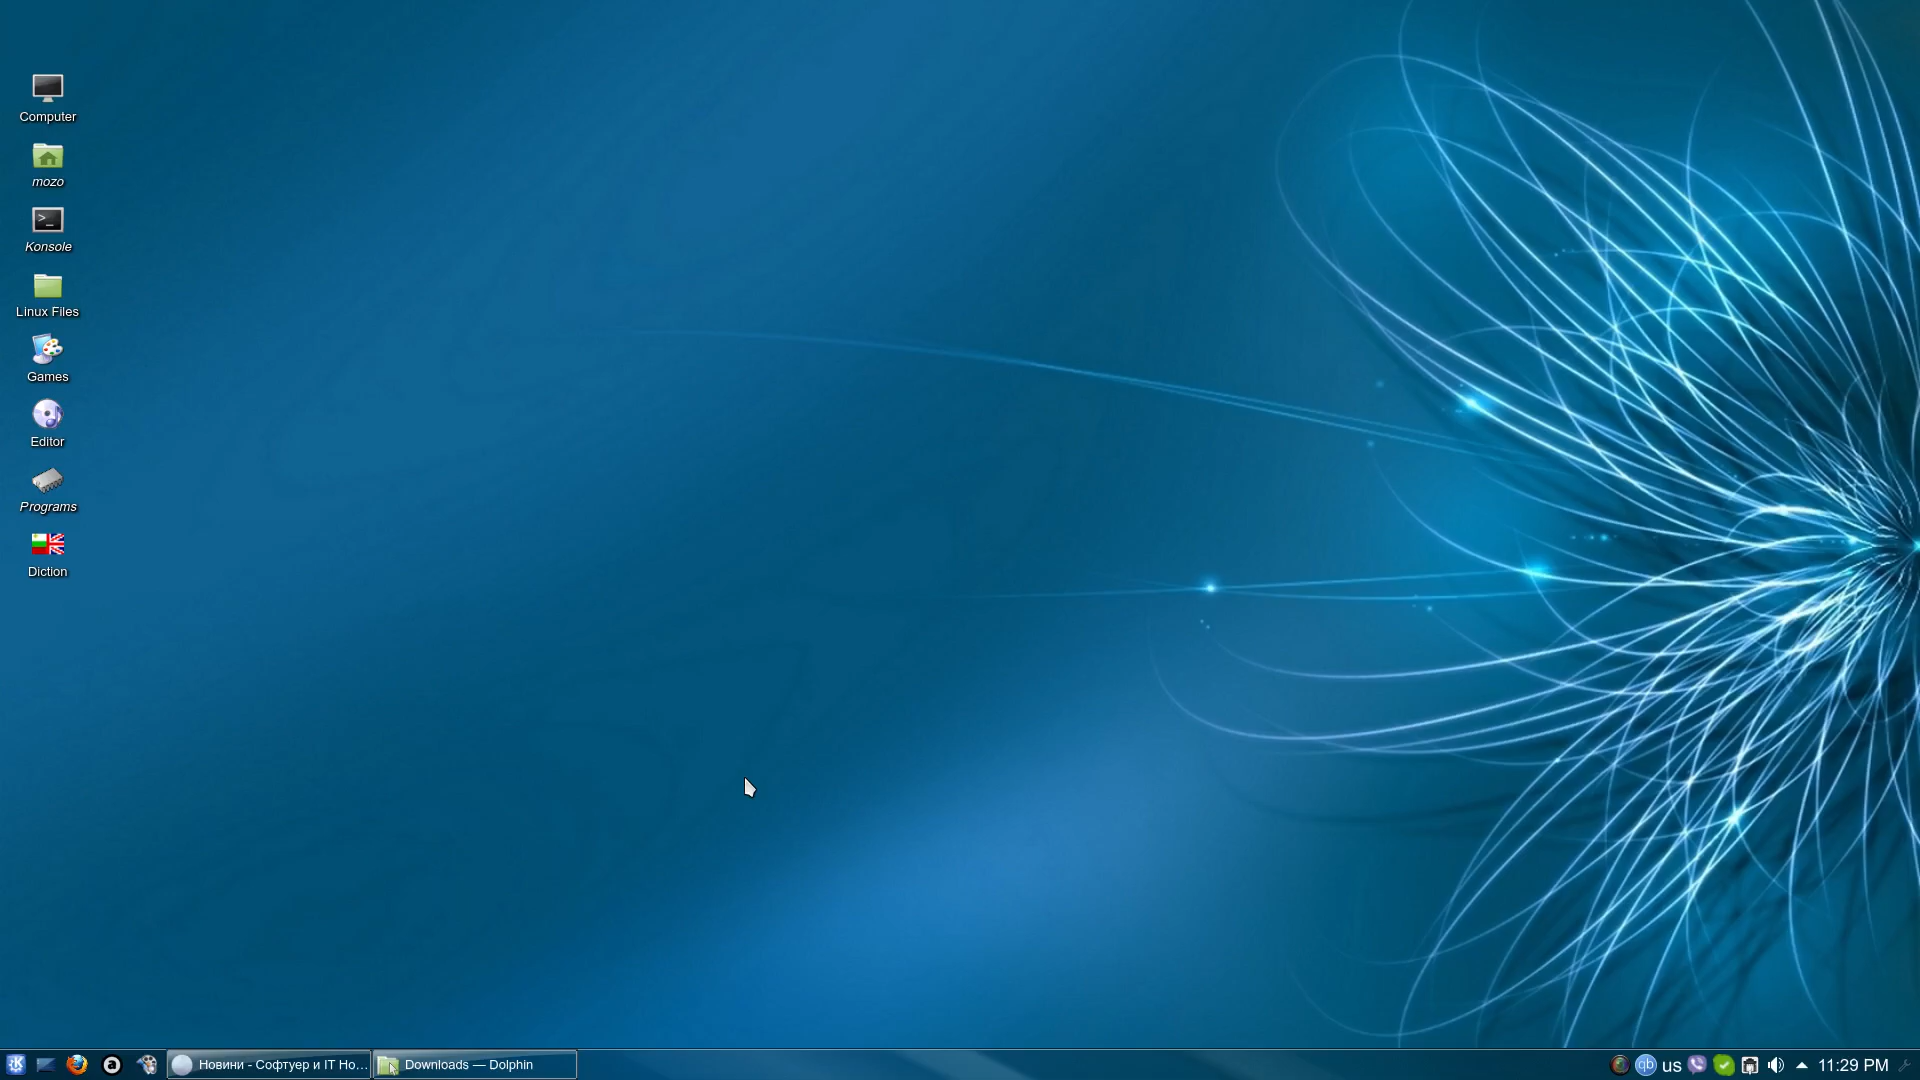 Computer
mozo
>_
Konsole
Linux Files
Games
Editor
Programs
Diction
a
Новини - Софтуер и IT Но...
Downloads — Dolphin
qb
us
11:29 PM